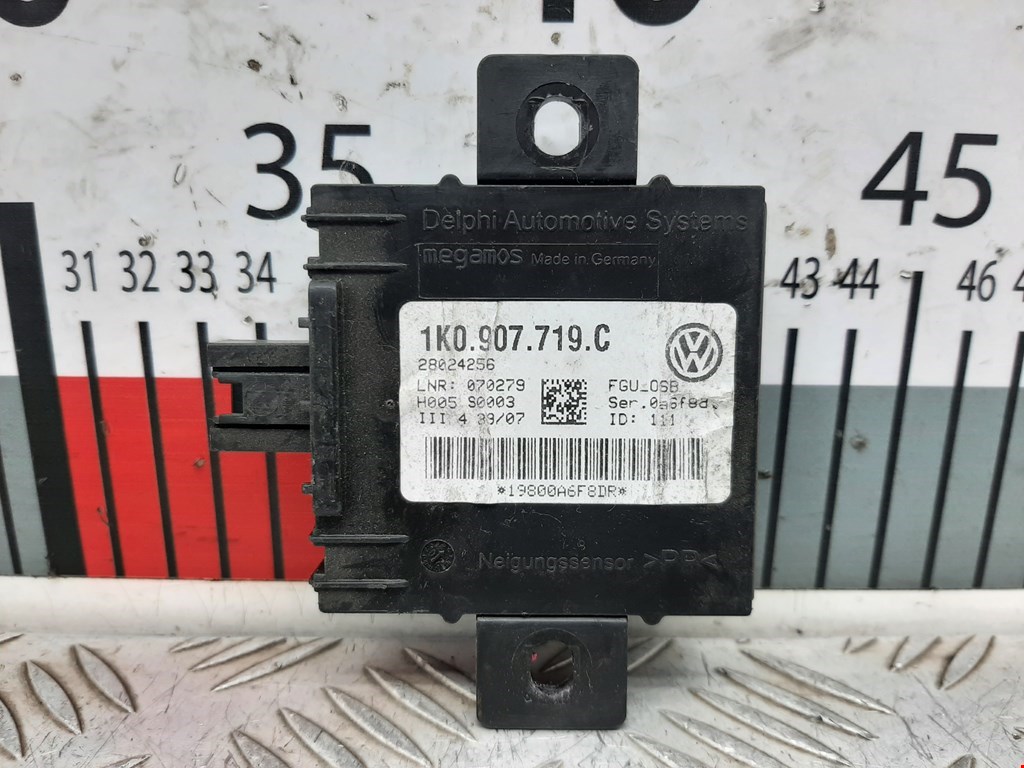 35
45
31 32 33 34
43 44
46
Delphi Automotive Systems
megamos Made in Germany
1K0.907.719.C
28024256
LNR: 070279
FGU_OSB
H005 S0003
III 4 39/07
ID: 111
*19800A6F8DR*
Neigungssensor >PP<